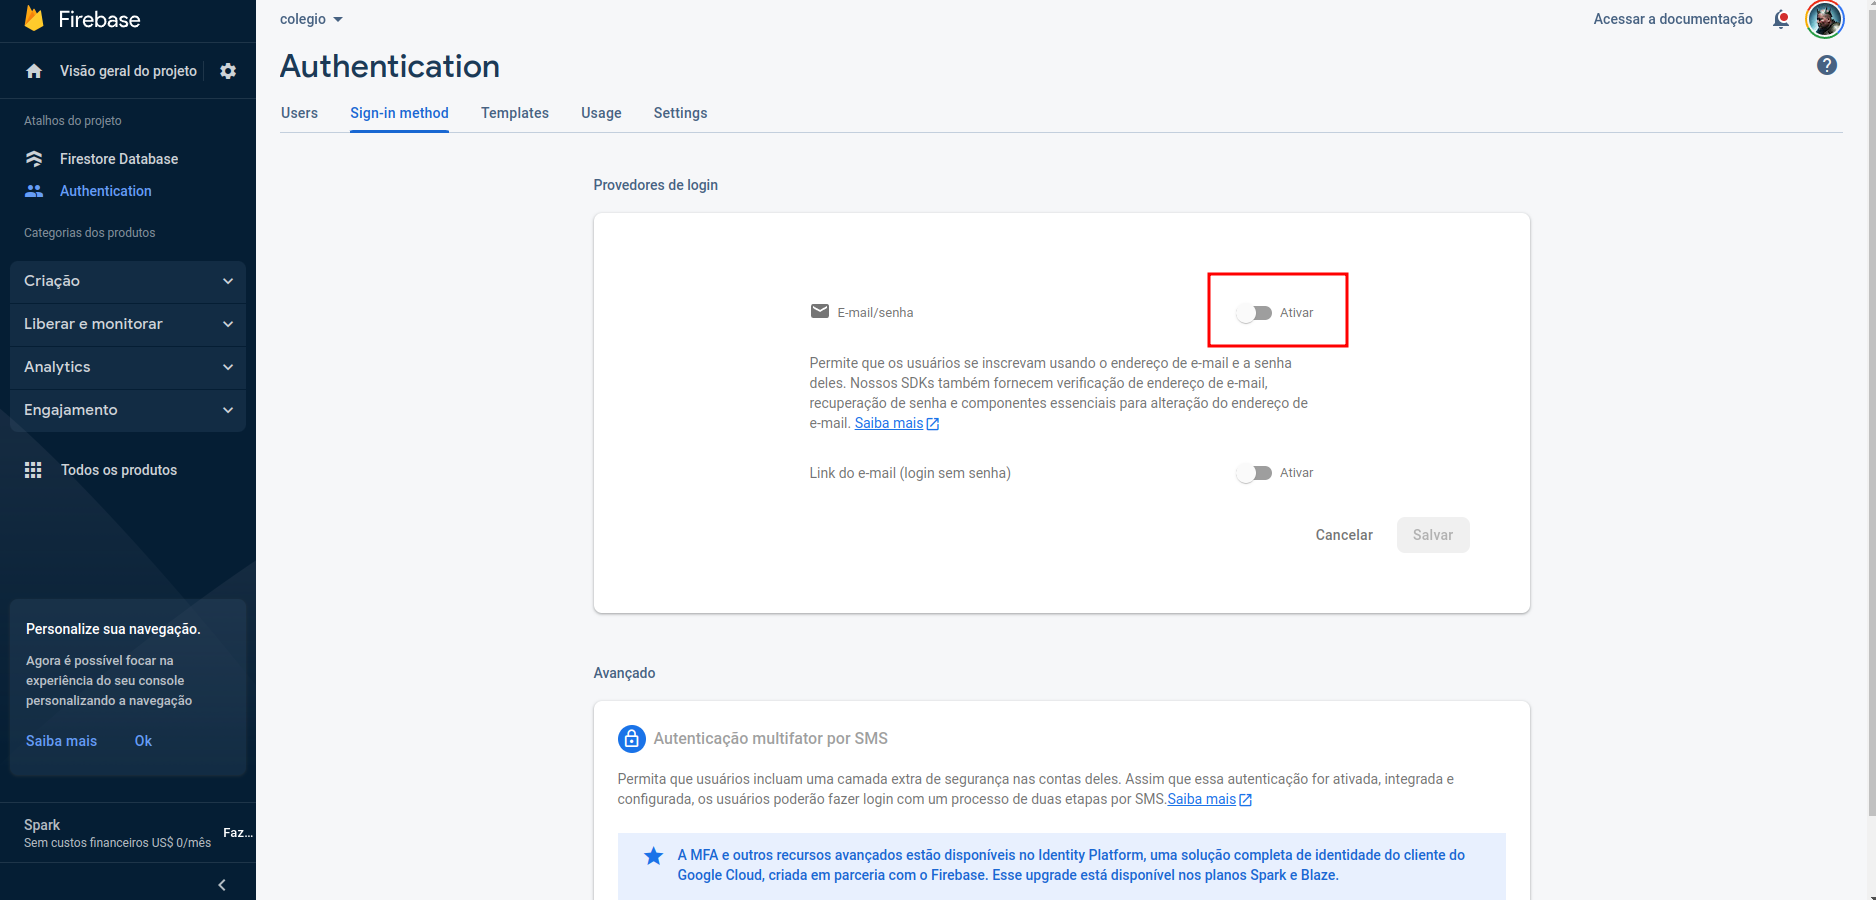 Firebase
Visão geral do projeto
Atalhos do projeto
Firestore Database
Authentication
Categorias dos produtos
Criação
Liberar e monitorar
Analytics
Engajamento
Todos os produtos
Personalize sua navegação.
Agora é possível focar na
experiência do seu console
personalizando a navegação
Saiba mais Ok
Spark
Sem custos financeiros US$ 0/mês
Faz...
colegio
Acessar a documentação
Authentication
Users Sign-in method Templates Usage Settings
Provedores de login
E-mail/senha Ativar
Permite que os usuários se inscrevam usando o endereço de e-mail e a senha
deles. Nossos SDKs também fornecem verificação de endereço de e-mail,
recuperação de senha e componentes essenciais para alteração do endereço de
e-mail. Saiba mais
Link do e-mail (login sem senha) Ativar
Cancelar Salvar
Avançado
Autenticação multifator por SMS
Permita que usuários incluam uma camada extra de segurança nas contas deles. Assim que essa autenticação for ativada, integrada e
configurada, os usuários poderão fazer login com um processo de duas etapas por SMS.Saiba mais
A MFA e outros recursos avançados estão disponíveis no Identity Platform, uma solução completa de identidade do cliente do
Google Cloud, criada em parceria com o Firebase. Esse upgrade está disponível nos planos Spark e Blaze.